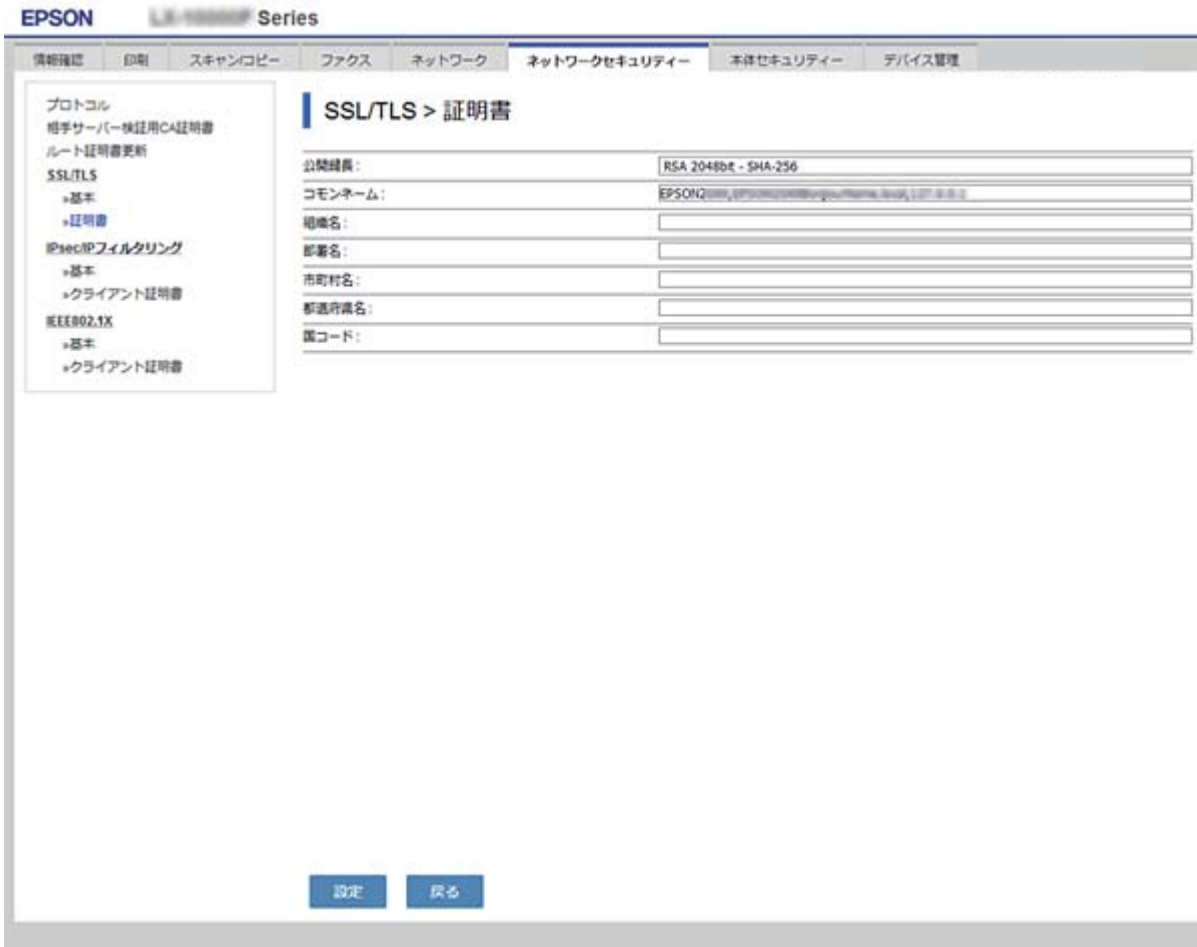 EPSON Series
情報確認 印刷 スキャン/コピー ファクス ネットワーク ネットワークセキュリティー 本体セキュリティー デバイス管理
プロトコル
相手サーバー検証用CA証明書
ルート証明書更新
SSL/TLS
»基本
»証明書
IPsec/IPフィルタリング
»基本
»クライアント証明書
IEEE802.1X
»基本
»クライアント証明書
SSL/TLS > 証明書
公開鍵長 : RSA 2048bit - SHA-256
コモンネーム : EPSON2
組織名 :
部署名 :
市町村名 :
都道府県名 :
国コード :
設定 戻る